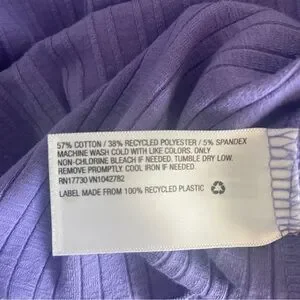 57% COTTON / 38% RECYCLED POLYESTER / 5% SPANDEX
MACHINE WASH COLD WITH LIKE COLORS. ONLY
NON-CHLORINE BLEACH IF NEEDED. TUMBLE DRY LOW.
REMOVE PROMPTLY. COOL IRON IF NEEDED.
RN17730 VN1042782
LABEL MADE FROM 100% RECYCLED PLASTIC